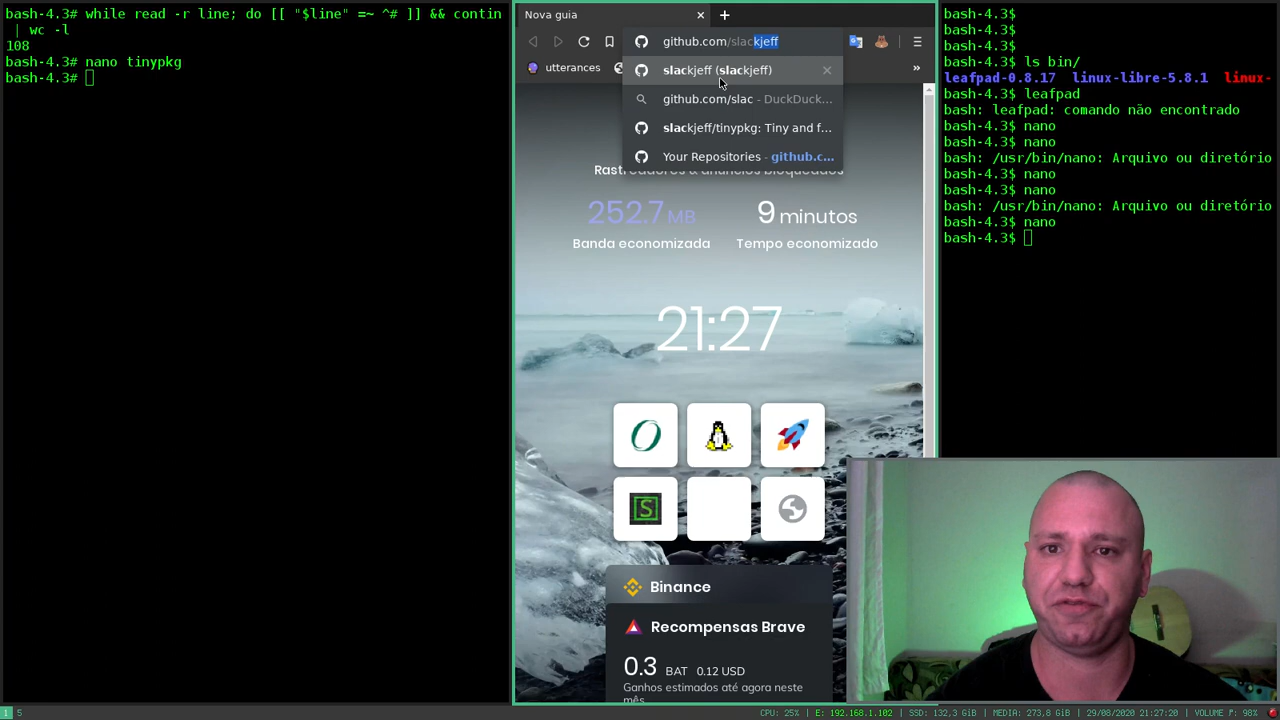 bash-4.3# while read -r line; do [[ "$line" =~ ^# ]] && contin
| wc -l
108
bash-4.3# nano tinypkg
bash-4.3#
Nova guia
github.com/slackjeff
utterances
»
slackjeff (slackjeff)
github.com/slac - DuckDuck...
slackjeff/tinypkg: Tiny and f...
Your Repositories - github.c...
Rastreadores & anúncios bloqueados
252.7 MB
9 minutos
Banda economizada
Tempo economizado
21:27
S
Binance
Recompensas Brave
0.3 BAT 0.12 USD
Ganhos estimados até agora neste
mês
bash-4.3$
bash-4.3$
bash-4.3$
bash-4.3$ ls bin/
leafpad-0.8.17 linux-libre-5.8.1 linux-
bash-4.3$ leafpad
bash: leafpad: comando não encontrado
bash-4.3$ nano
bash-4.3$ nano
bash: /usr/bin/nano: Arquivo ou diretório
bash-4.3$ nano
bash-4.3$ nano
bash: /usr/bin/nano: Arquivo ou diretório
bash-4.3$ nano
bash-4.3$
1 5
CPU: 25% | E: 192.168.1.102 | SSD: 132,3 GiB | MEDIA: 273,8 GiB | 29/08/2020 21:27:20 | VOLUME F: 98%